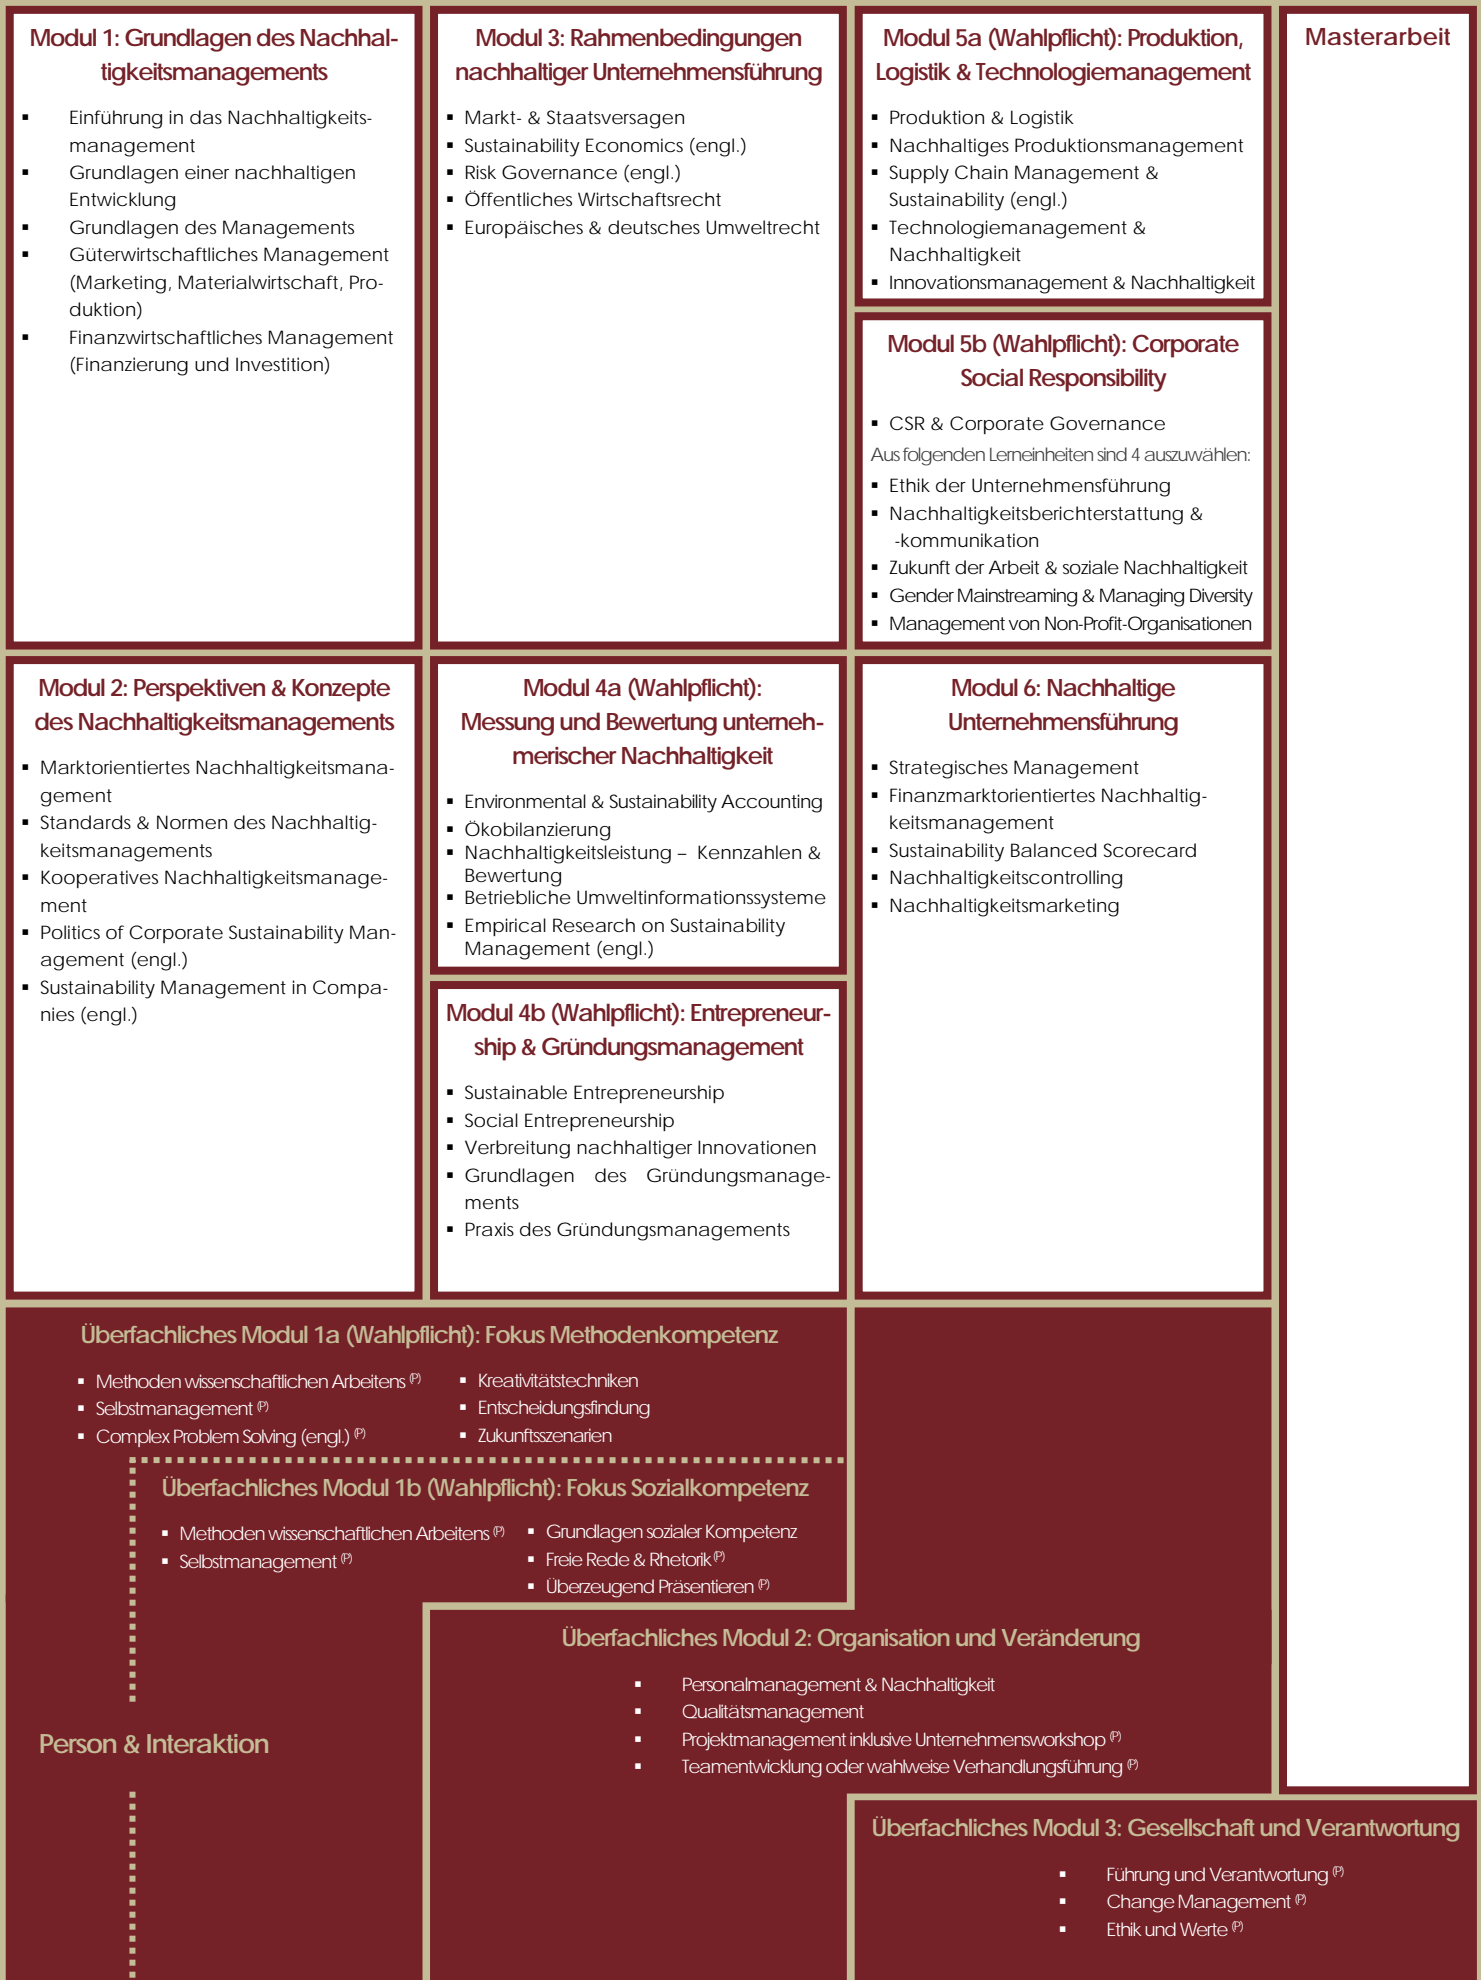 Modul 1: Grundlagen des Nachhal-
tigkeitsmanagements
▪ Einführung in das Nachhaltigkeits-
management
▪ Grundlagen einer nachhaltigen
Entwicklung
▪ Grundlagen des Managements
▪ Güterwirtschaftliches Management
(Marketing, Materialwirtschaft, Pro-
duktion)
▪ Finanzwirtschaftliches Management
(Finanzierung und Investition)
Modul 3: Rahmenbedingungen
nachhaltiger Unternehmensführung
▪ Markt- & Staatsversagen
▪ Sustainability Economics (engl.)
▪ Risk Governance (engl.)
▪ Öffentliches Wirtschaftsrecht
▪ Europäisches & deutsches Umweltrecht
Modul 5a (Wahlpflicht): Produktion,
Logistik & Technologiemanagement
▪ Produktion & Logistik
▪ Nachhaltiges Produktionsmanagement
▪ Supply Chain Management &
Sustainability (engl.)
▪ Technologiemanagement &
Nachhaltigkeit
▪ Innovationsmanagement & Nachhaltigkeit
Modul 5b (Wahlpflicht): Corporate
Social Responsibility
▪ CSR & Corporate Governance
Aus folgenden Lerneinheiten sind 4 auszuwählen:
▪ Ethik der Unternehmensführung
▪ Nachhaltigkeitsberichterstattung &
-kommunikation
▪ Zukunft der Arbeit & soziale Nachhaltigkeit
▪ Gender Mainstreaming & Managing Diversity
▪ Management von Non-Profit-Organisationen
Masterarbeit
Modul 2: Perspektiven & Konzepte
des Nachhaltigkeitsmanagements
▪ Marktorientiertes Nachhaltigkeitsmana-
gement
▪ Standards & Normen des Nachhaltig-
keitsmanagements
▪ Kooperatives Nachhaltigkeitsmanage-
ment
▪ Politics of Corporate Sustainability Man-
agement (engl.)
▪ Sustainability Management in Compa-
nies (engl.)
Modul 4a (Wahlpflicht):
Messung und Bewertung unterneh-
merischer Nachhaltigkeit
▪ Environmental & Sustainability Accounting
▪ Ökobilanzierung
▪ Nachhaltigkeitsleistung – Kennzahlen &
Bewertung
▪ Betriebliche Umweltinformationssysteme
▪ Empirical Research on Sustainability
Management (engl.)
Modul 4b (Wahlpflicht): Entrepreneur-
ship & Gründungsmanagement
▪ Sustainable Entrepreneurship
▪ Social Entrepreneurship
▪ Verbreitung nachhaltiger Innovationen
▪ Grundlagen des Gründungsmanage-
ments
▪ Praxis des Gründungsmanagements
Modul 6: Nachhaltige
Unternehmensführung
▪ Strategisches Management
▪ Finanzmarktorientiertes Nachhaltig-
keitsmanagement
▪ Sustainability Balanced Scorecard
▪ Nachhaltigkeitscontrolling
▪ Nachhaltigkeitsmarketing
Überfachliches Modul 1a (Wahlpflicht): Fokus Methodenkompetenz
▪ Methoden wissenschaftlichen Arbeitens (P)
▪ Selbstmanagement (P)
▪ Complex Problem Solving (engl.) (P)
▪ Kreativitätstechniken
▪ Entscheidungsfindung
▪ Zukunftsszenarien
Überfachliches Modul 1b (Wahlpflicht): Fokus Sozialkompetenz
▪ Methoden wissenschaftlichen Arbeitens (P)
▪ Selbstmanagement (P)
▪ Grundlagen sozialer Kompetenz
▪ Freie Rede & Rhetorik (P)
▪ Überzeugend Präsentieren (P)
Person & Interaktion
Überfachliches Modul 2: Organisation und Veränderung
▪ Personalmanagement & Nachhaltigkeit
▪ Qualitätsmanagement
▪ Projektmanagement inklusive Unternehmensworkshop (P)
▪ Teamentwicklung oder wahlweise Verhandlungsführung (P)
Überfachliches Modul 3: Gesellschaft und Verantwortung
▪ Führung und Verantwortung (P)
▪ Change Management (P)
▪ Ethik und Werte (P)